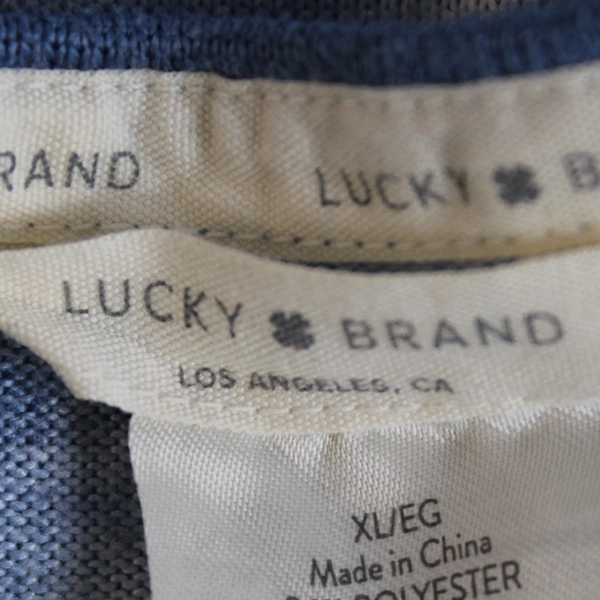 RAND LUCKY B
LUCKY BRAND
LOS ANGELES, CA
XL/EG
Made in China
POLYESTER